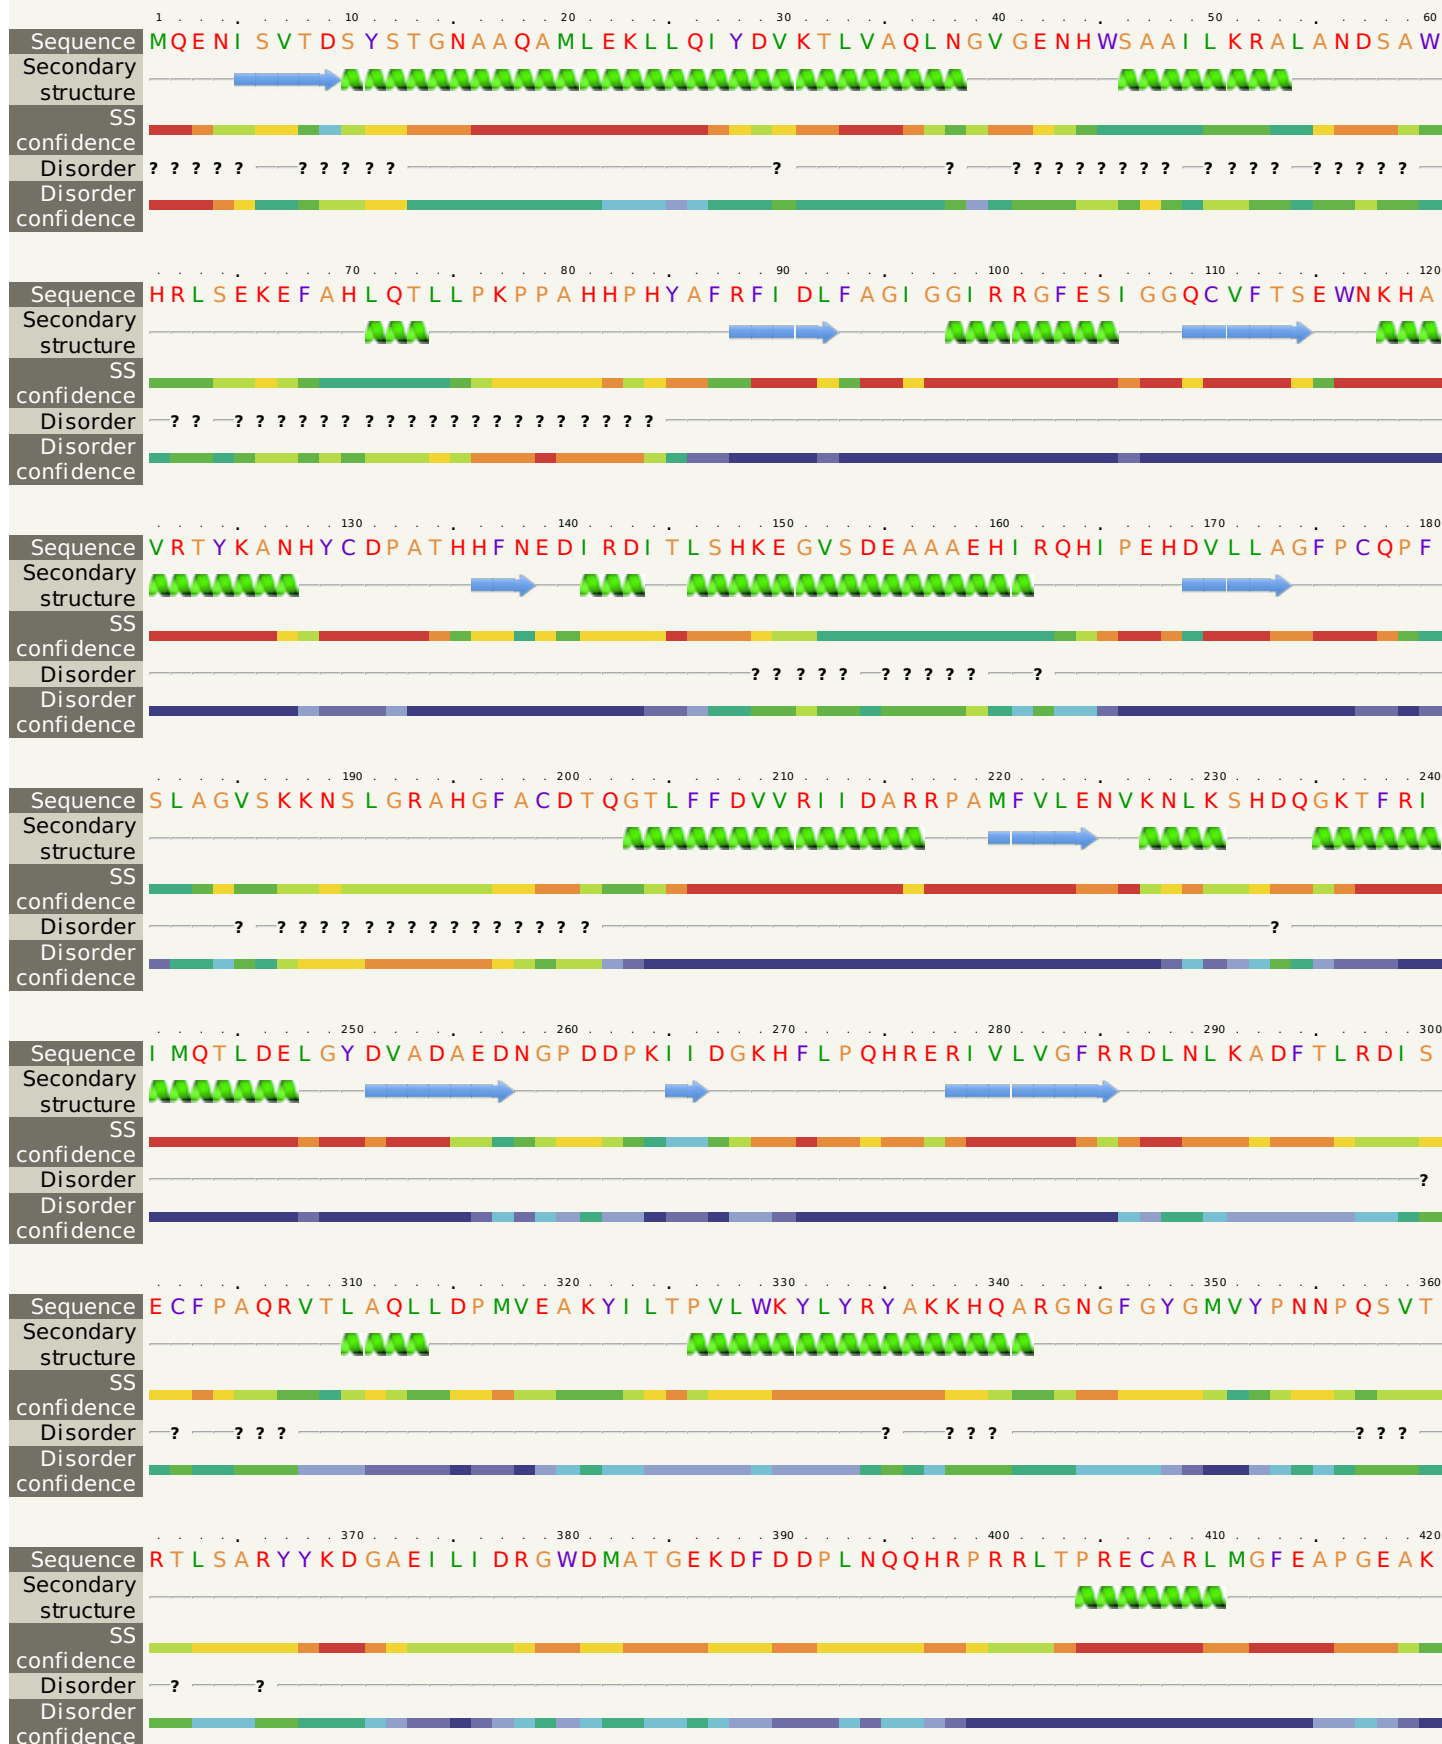 1 10 20 30 40 50 60
Sequence MQENISVTDSYSTGNAAQAMLEKLLQIYDVKTLVAQLNGVGENHWSAAILKRALANDSAW
Secondary
structure
SS
confidence
Disorder ? ? ? ? ? ? ? ? ? ? ? ? ? ? ? ? ? ? ? ? ? ? ? ? ? ? ? ? ?
Disorder
confidence
70 80 90 100 110 120
Sequence HRLSEKEFAHLQTLLPKPPAHHPHYAFRFIDLFAGIGGIRRGFESIGGQCVFTSEWNKHA
Secondary
structure
SS
confidence
Disorder ? ? ? ? ? ? ? ? ? ? ? ? ? ? ? ? ? ? ? ? ? ?
Disorder
confidence
130 140 150 160 170 180
Sequence VRTYKANHYCDPATHHFNEDIRDITLSHKEGVSDEAAAEHIRQHIPEHDVLLAGFPCQPF
Secondary
structure
SS
confidence
Disorder ? ? ? ? ? ? ? ? ? ? ?
Disorder
confidence
190 200 210 220 230 240
Sequence SLAGVSKKNSLGRAHGFACDTQGTLFFDVVRIIDARRPAMFVLENVKNLKSHDQGKTFRI
Secondary
structure
SS
confidence
Disorder ? ? ? ? ? ? ? ? ? ? ? ? ? ? ? ? ?
Disorder
confidence
250 260 270 280 290 300
Sequence IMQTLDELGYDVADAEDNGPDDPKIIDGKHFLPQHRERIVLVGFRRDLNLKADFTLRDIS
Secondary
structure
SS
confidence
Disorder ?
Disorder
confidence
310 320 330 340 350 360
Sequence ECFPAQRVTLAQLLDPMVEAKYILTPVLWKYLYRYAKKHQARGNGFGYGMVYPNNPQSVT
Secondary
structure
SS
confidence
Disorder ? ? ? ? ? ? ? ? ? ? ?
Disorder
confidence
370 380 390 400 410 420
Sequence RTLSARYYKDGAEILIDRGWDMATGEKDFDDPLNQQHRPRRLTPRECARLMGFEAPGEAK
Secondary
structure
SS
confidence
Disorder ? ?
Disorder
confidence